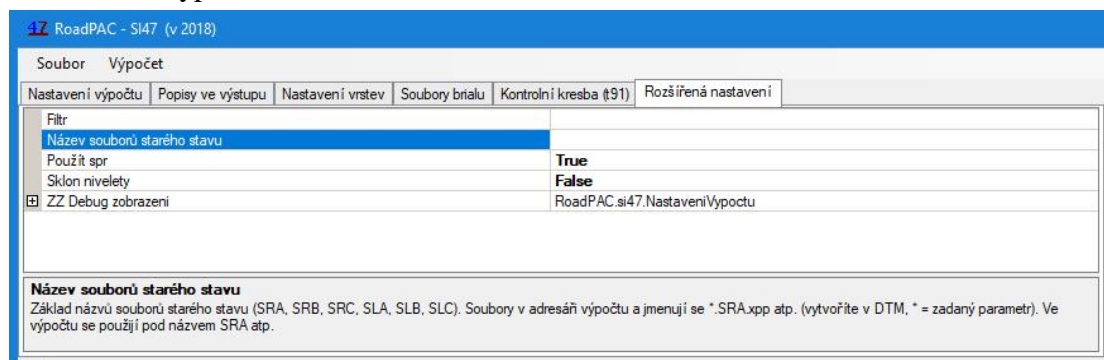 47 RoadPAC - SI47 (v 2018)
Soubor Výpočet
Nastavení výpočtu Popisy ve výstupu Nastavení vrstev Soubory brialu Kontrolní kresba (t91) Rozšířená nastavení
Filtr
Název souborů starého stavu
Použít spr True
Sklon nivelety False
ZZ Debug zobrazeni RoadPAC.si47.NastaveniVypoctu
Název souborů starého stavu
Základ názvů souborů starého stavu (SRA, SRB, SRC, SLA, SLB, SLC). Soubory v adresáři výpočtu a jmenují se *.SRA.xpp atp. (vytvoříte v DTM, * = zadaný parametr). Ve
výpočtu se použijí pod názvem SRA atp.